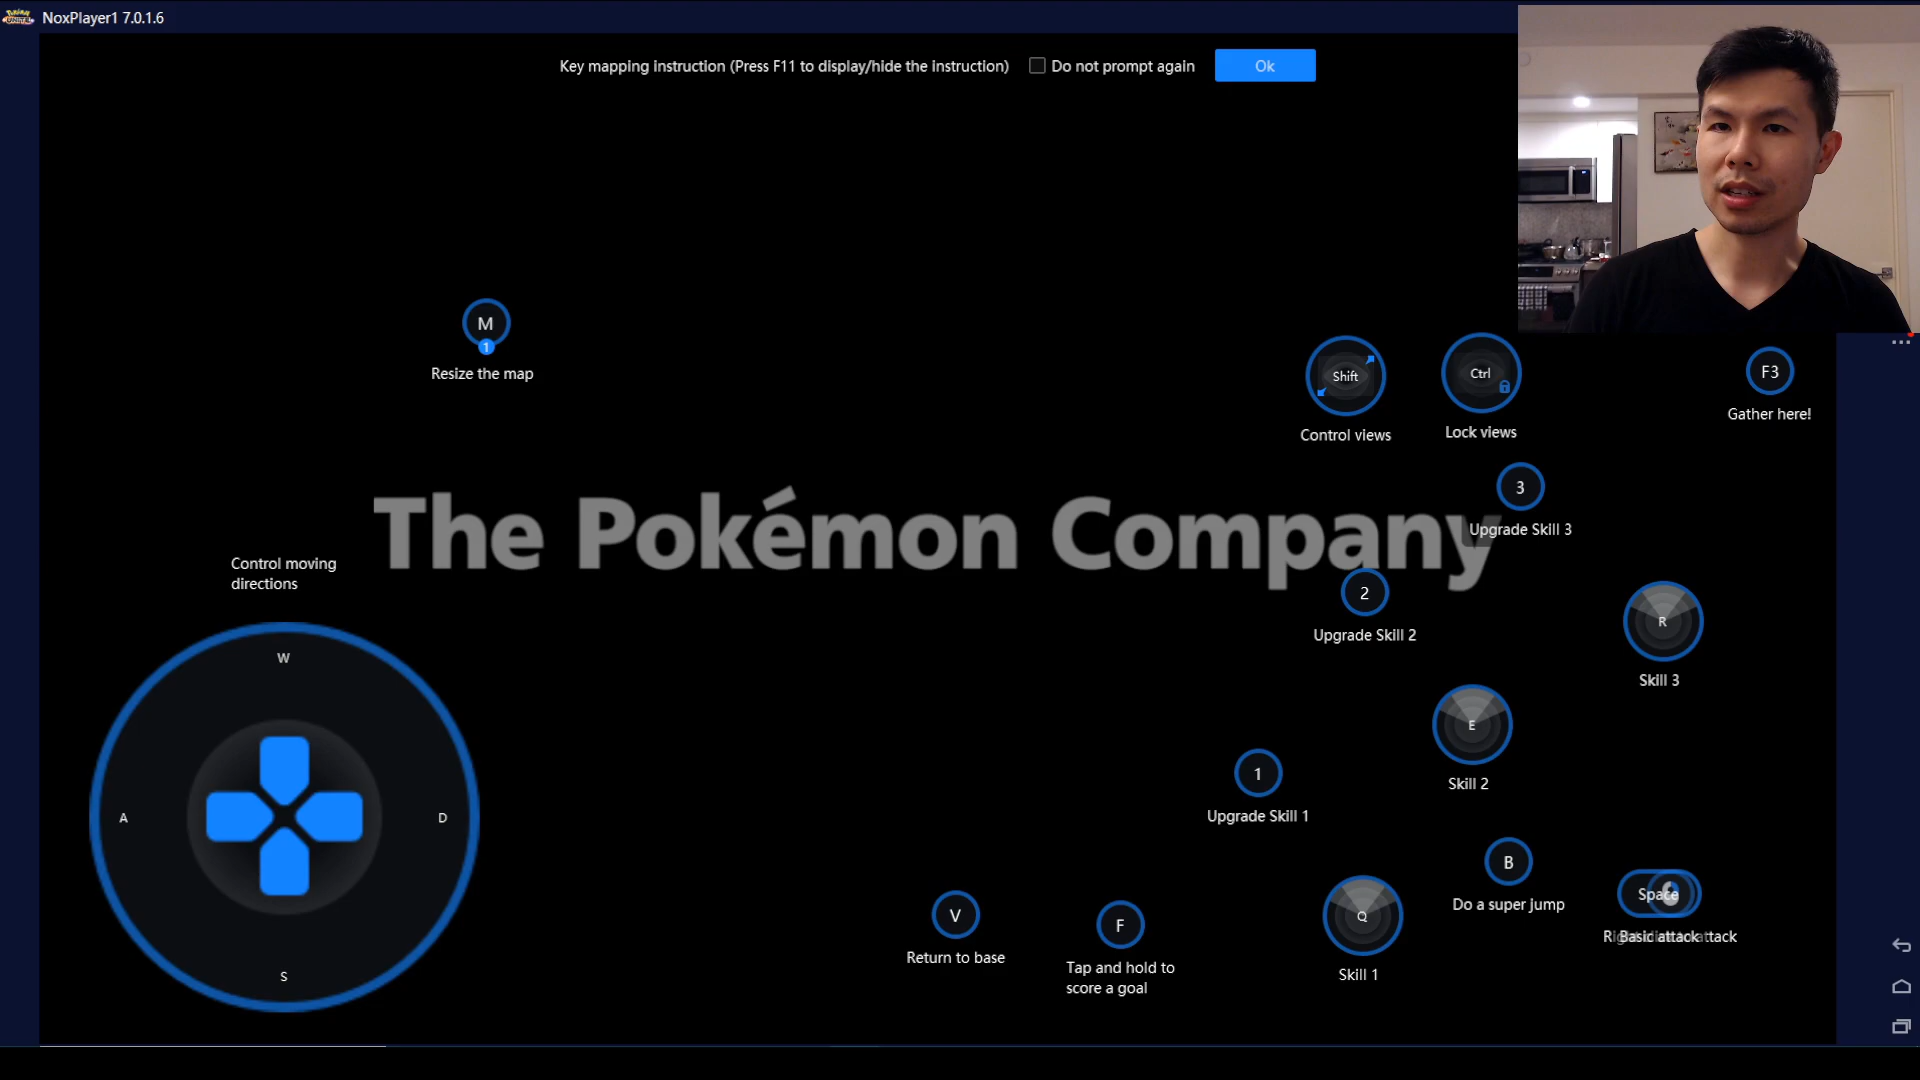 NoxPlayer1 7.0.1.6
Key mapping instruction (Press F11 to display/hide the instruction)
Do not prompt again
Ok
M
1
Resize the map
Shift
Control views
Ctrl
Lock views
F3
Gather here!
3
Upgrade Skill 3
The Pokémon Company
Control moving
directions
2
Upgrade Skill 2
R
Skill 3
W
A
D
S
E
Skill 2
1
Upgrade Skill 1
B
Do a super jump
Space
Basic attack
V
Return to base
F
Tap and hold to
score a goal
Q
Skill 1